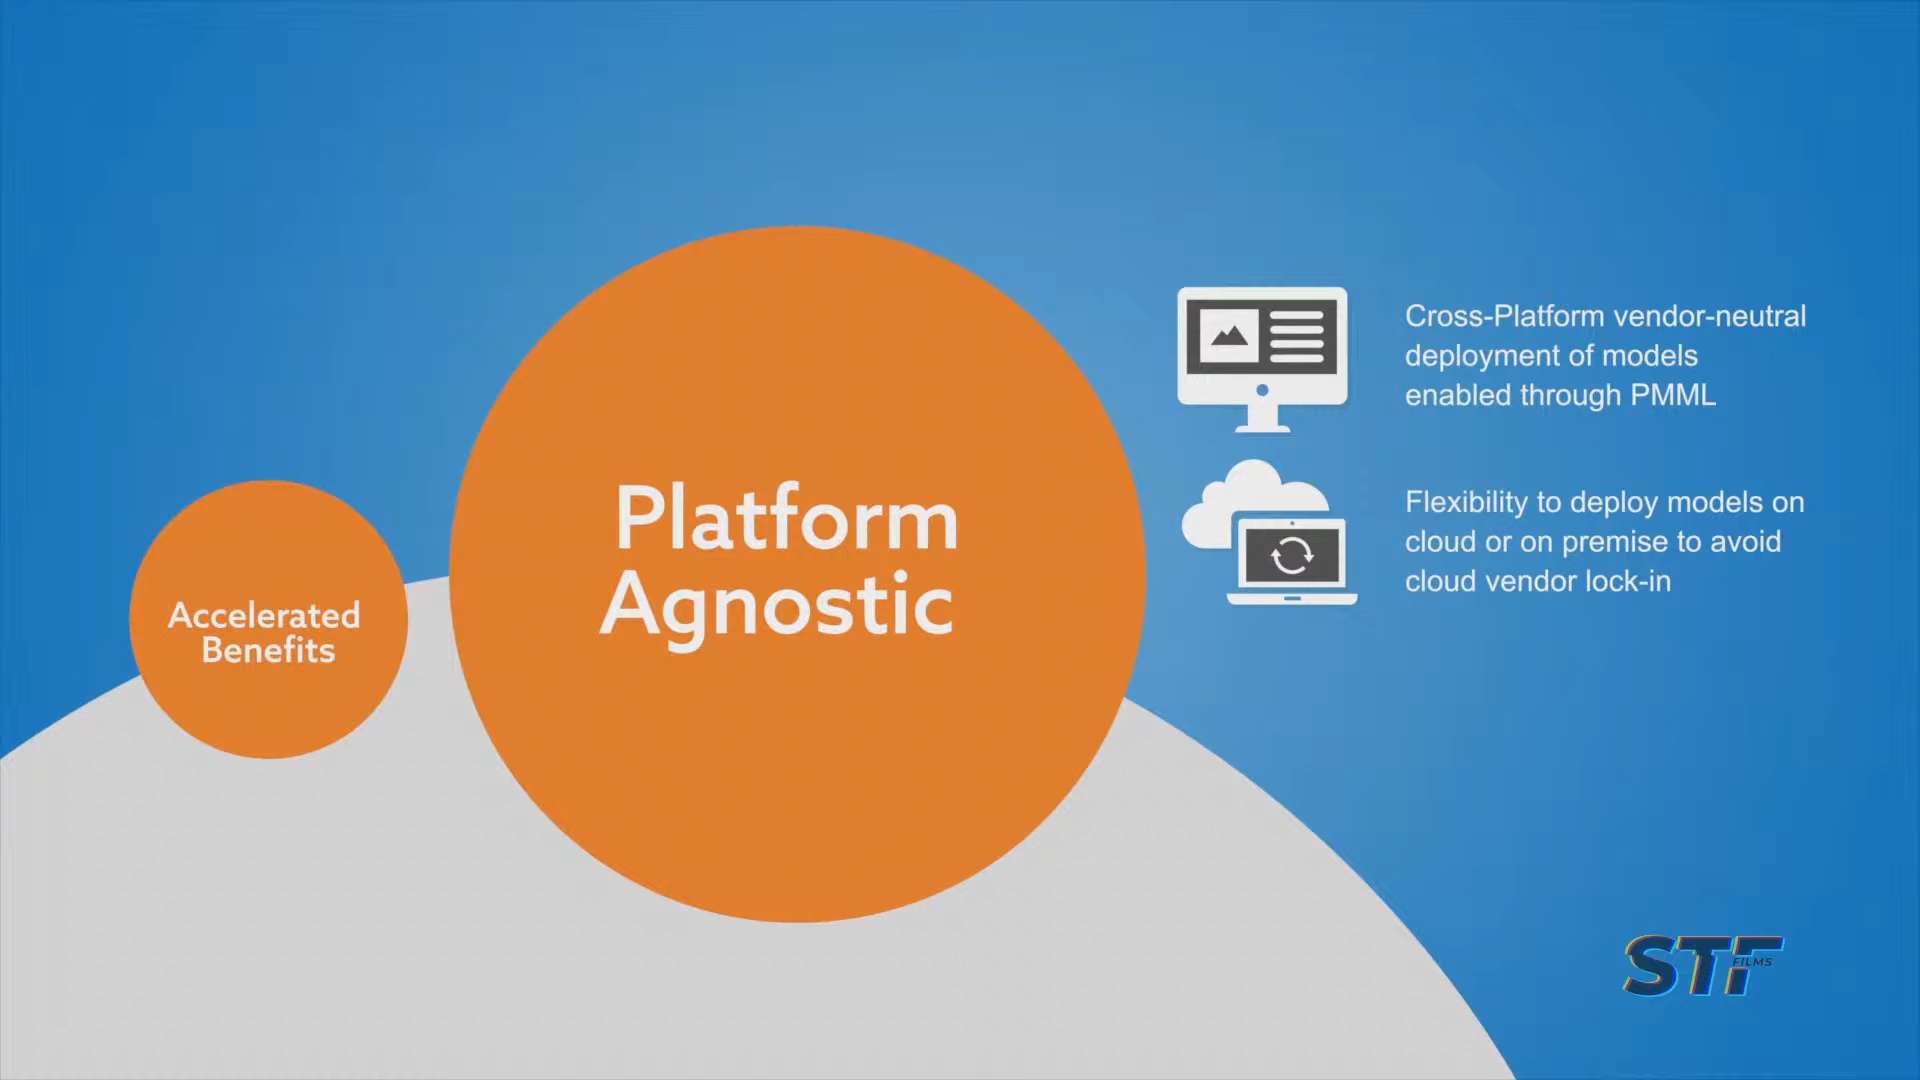 Accelerated
Benefits
Platform
Agnostic
Cross-Platform vendor-neutral
deployment of models
enabled through PMML
Flexibility to deploy models on
cloud or on premise to avoid
cloud vendor lock-in
STF
FILMS